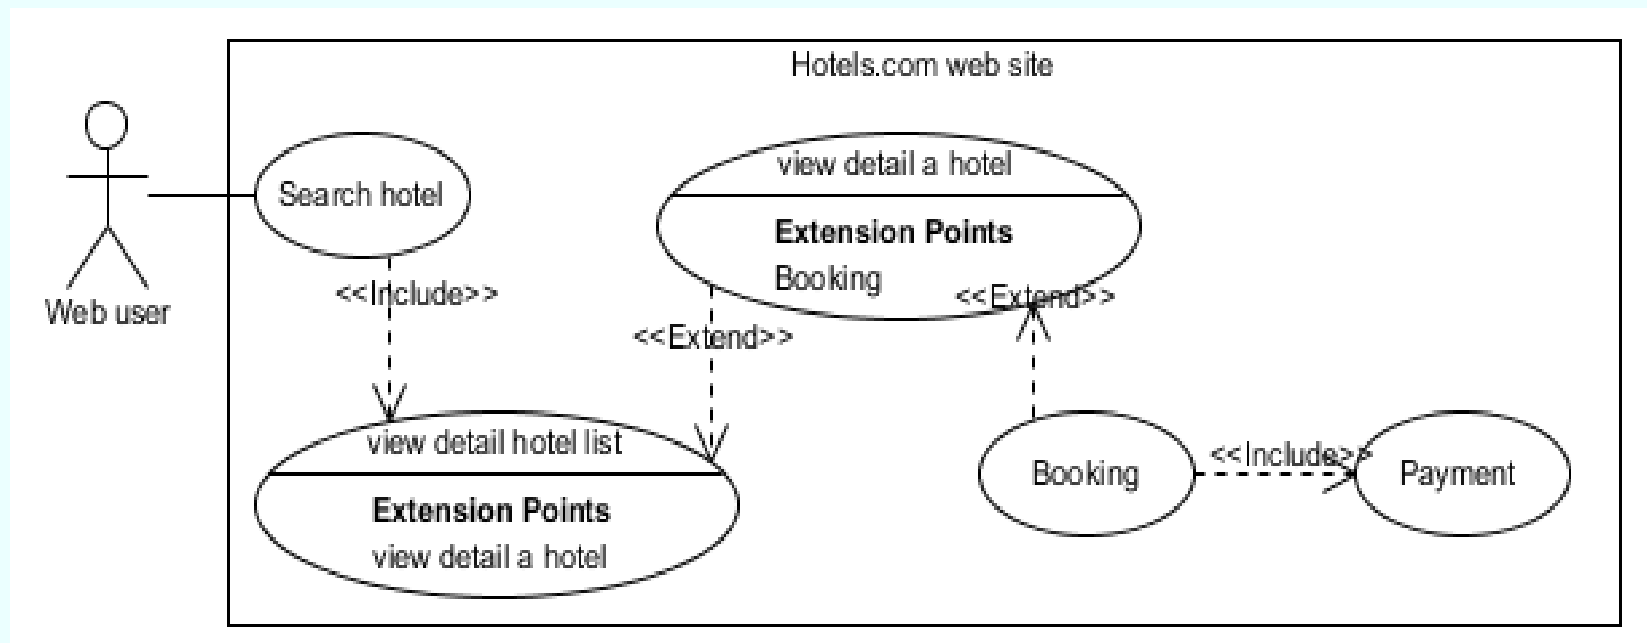 Hotels.com web site
Web user
Search hotel
<<Include>>
view detail a hotel
Extension Points
Booking
<<Extend>>
<<Extend>>
view detail hotel list
Extension Points
view detail a hotel
Booking
<<Include>>
Payment